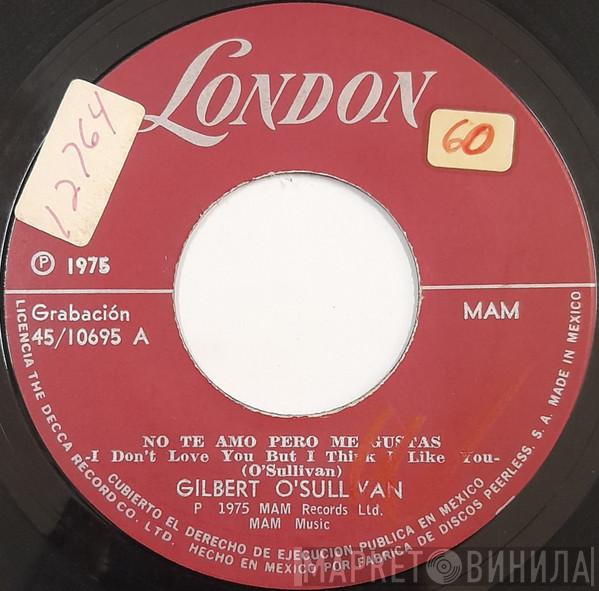 LONDON
12764
60
℗ 1975
Grabación
45/10695 A
MAM
NO TE AMO PERO ME GUSTAS
-I Don't Love You But I Think I Like You-
(O'Sullivan)
GILBERT O'SULLIVAN
P 1975 MAM Records Ltd.
MAM Music
LICENCIA THE DECCA RECORD CO. LTD.
CUBIERTO EL DERECHO DE EJECUCION PUBLICA EN MEXICO
HECHO EN MEXICO POR FABRICA DE DISCOS PEERLESS. S. A. MADE IN MEXICO
МАРКЕТ ВИНИЛА